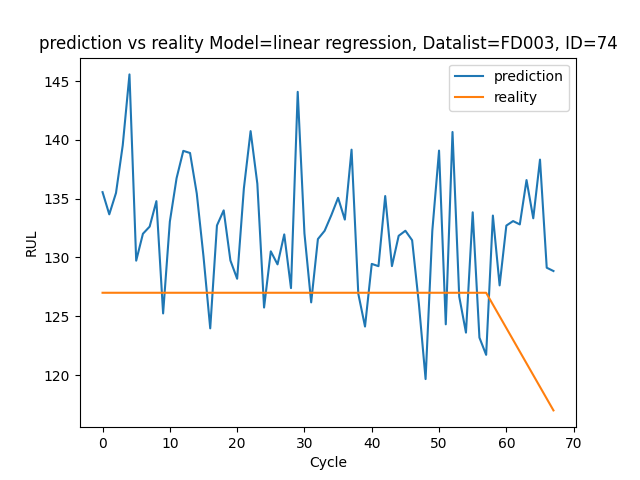 prediction vs reality Model=linear regression, Datalist=FD003, ID=74
prediction
reality
RUL
145
140
135
130
125
120
0 10 20 30 40 50 60 70
Cycle